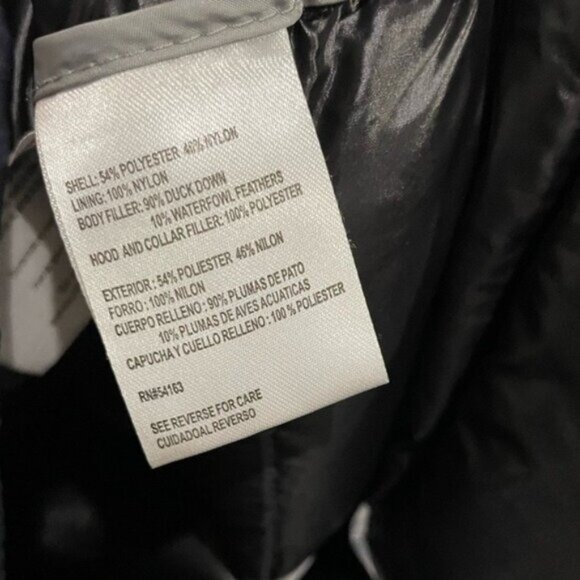 SHELL: 54% POLYESTER 46% NYLON
LINING: 100% NYLON
BODY FILLER: 90% DUCK DOWN
10% WATERFOWL FEATHERS
HOOD AND COLLAR FILLER: 100% POLYESTER
EXTERIOR: 54% POLIESTER 46% NILON
FORRO: 100% NILON
CUERPO RELLENO: 90% PLUMAS DE PATO
10% PLUMAS DE AVES ACUATICAS
CAPUCHA Y CUELLO RELLENO: 100% POLIESTER
RN#54163
SEE REVERSE FOR CARE
CUIDADOAL REVERSO